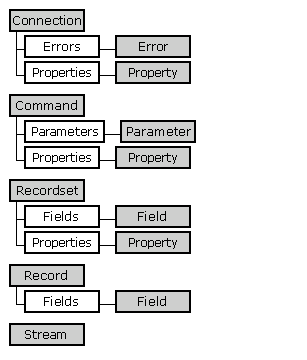 Connection
Errors Error
Properties Property
Command
Parameters Parameter
Properties Property
Recordset
Fields Field
Properties Property
Record
Fields Field
Stream